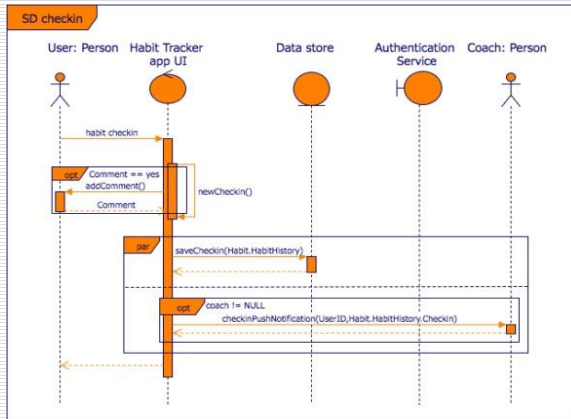 SD checkin
User: Person
Habit Tracker
app UI
Data store
Authentication
Service
Coach: Person
habit checkin
opt
Comment == yes
addComment()
newCheckin()
Comment
par
saveCheckin(Habit.HabitHistory)
opt
coach != NULL
checkinPushNotification(UserID,Habit.HabitHistory.Checkin)